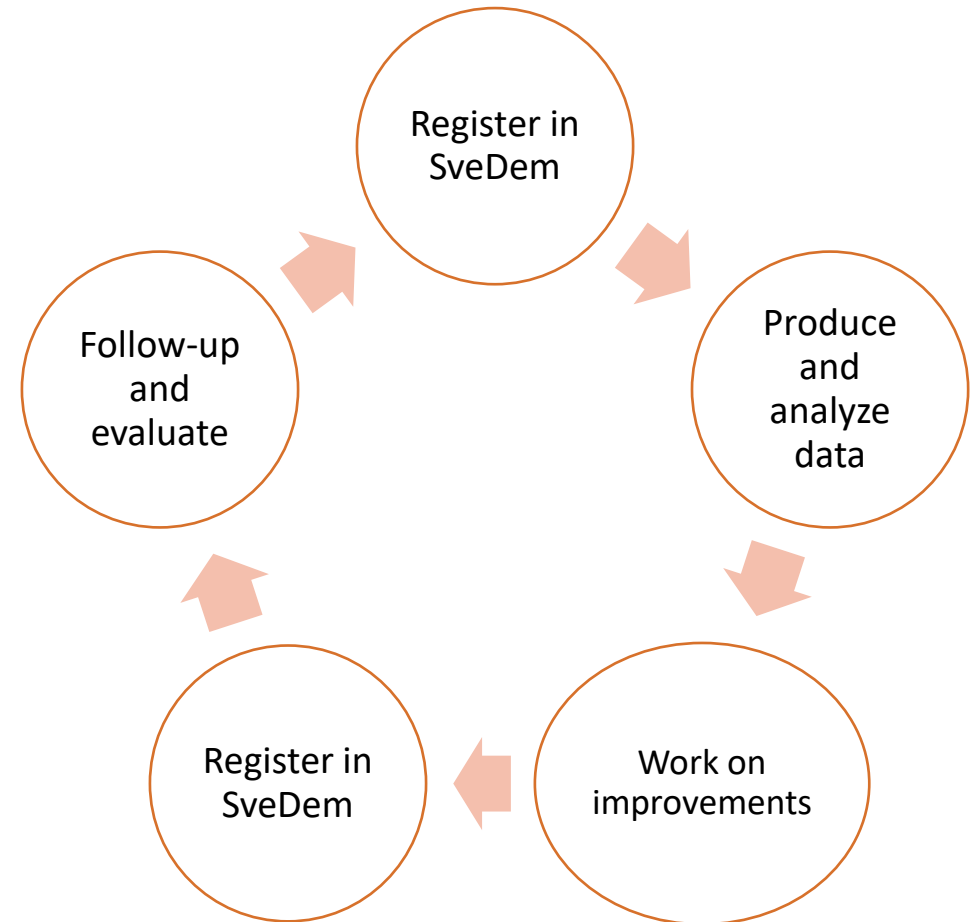 Register in
SveDem
Produce
and
analyze
data
Work on
improvements
Register in
SveDem
Follow-up
and
evaluate